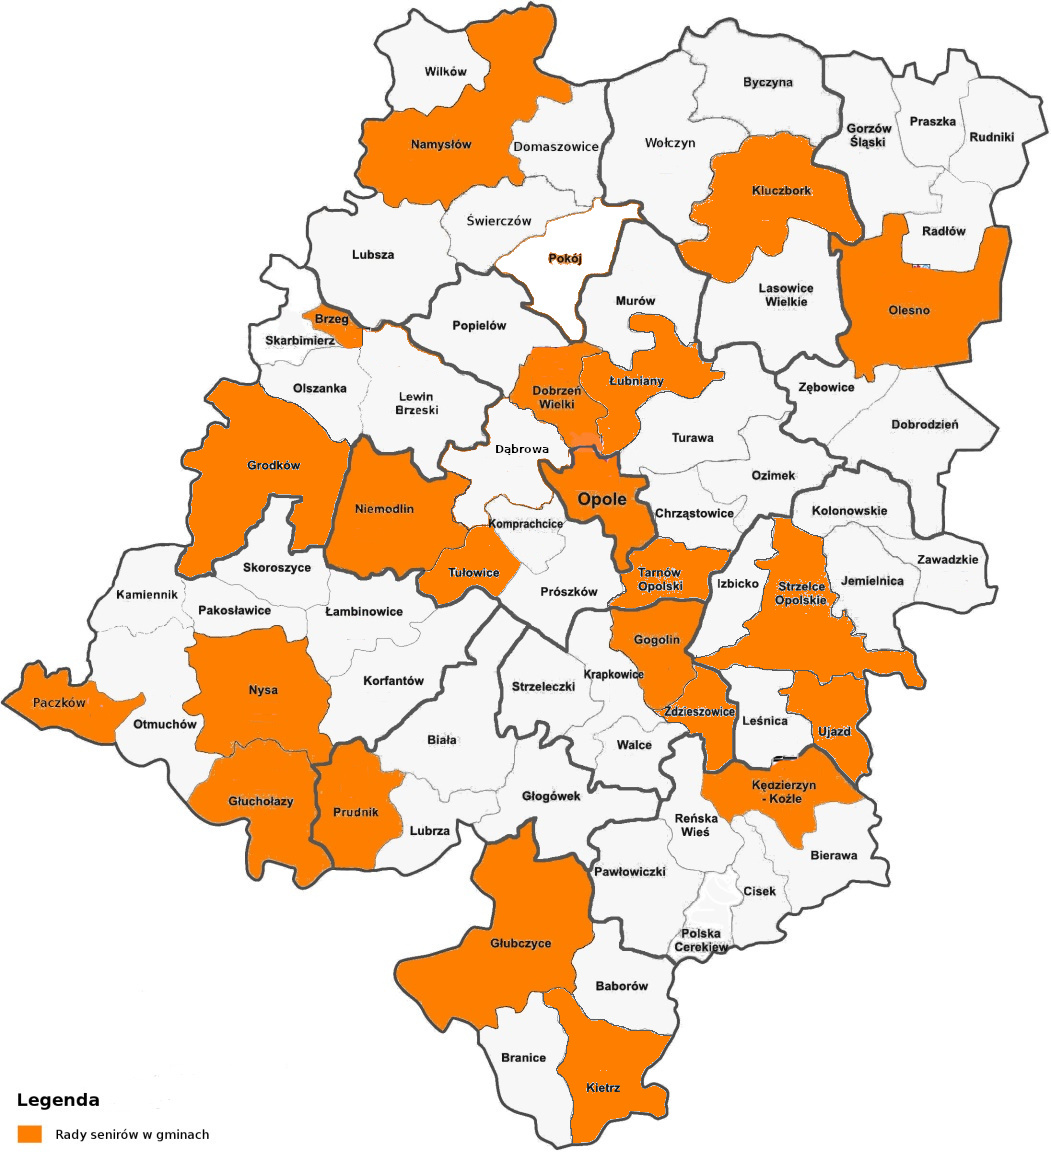 Wilków
Byczyna
Praszka
Gorzów
Śląski
Rudniki
Namysłów
Domaszowice
Wołczyn
Kluczbork
Świerczów
Radłów
Lubsza
Pokój
Lasowice
Wielkie
Murów
Olesno
Brzeg
Popielów
Skarbimierz
Olszanka
Łubniany
Zębowice
Dobrzeń
Wielki
Lewin
Brzeski
Dobrodzień
Turawa
Dąbrowa
Grodków
Ozimek
Opole
Niemodlin
Kolonowskie
Chrząstowice
Komprachcice
Zawadzkie
Skoroszyce
Tułowice
Tarnów
Opolski
Izbicko
Jemielnica
Strzelce
Opolskie
Kamiennik
Prószków
Pakosławice
Łambinowice
Gogolin
Krapkowice
Korfantów
Strzeleczki
Nysa
Paczków
Zdzieszowice
Leśnica
Otmuchów
Ujazd
Biała
Walce
Kędzierzyn
- Koźle
Głogówek
Głuchołazy
Prudnik
Reńska
Wieś
Lubrza
Bierawa
Pawłowiczki
Cisek
Polska
Cerekiew
Głubczyce
Baborów
Branice
Kietrz
Legenda
Rady senirów w gminach